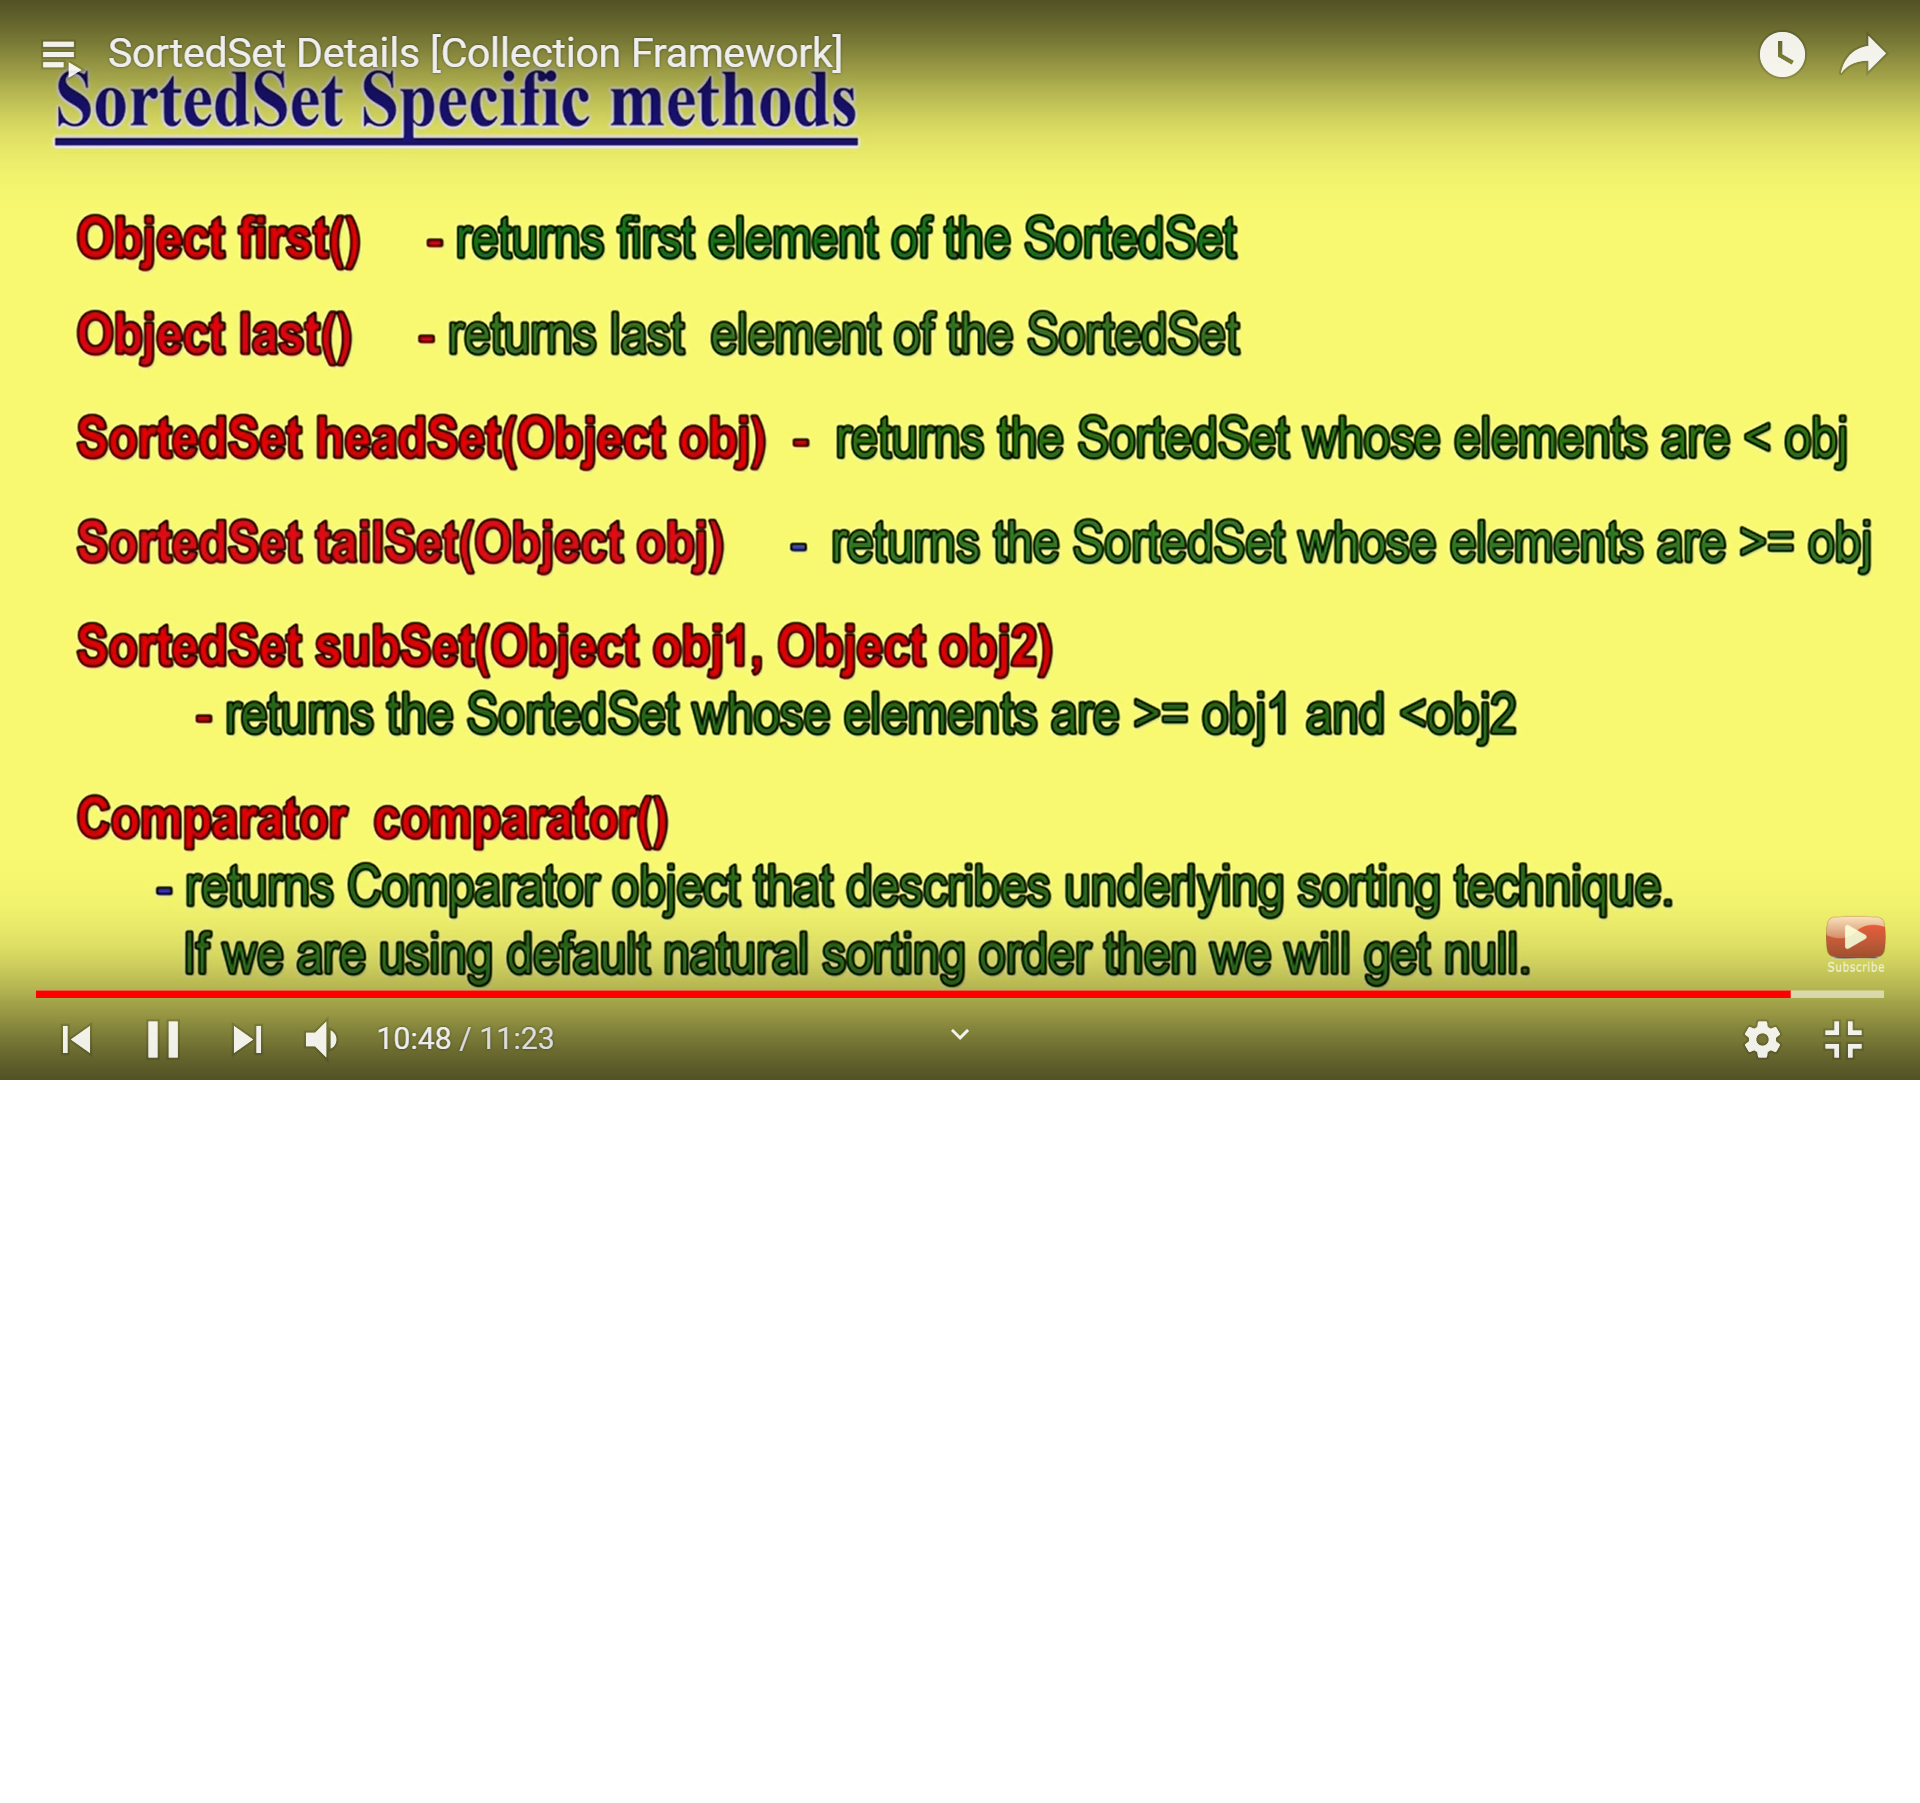 SortedSet Details [Collection Framework]
SortedSet Specific methods
Object first() - returns first element of the SortedSet
Object last() - returns last element of the SortedSet
SortedSet headSet(Object obj) - returns the SortedSet whose elements are < obj
SortedSet tailSet(Object obj) - returns the SortedSet whose elements are >= obj
SortedSet subSet(Object obj1, Object obj2)
- returns the SortedSet whose elements are >= obj1 and <obj2
Comparator comparator()
- returns Comparator object that describes underlying sorting technique.
If we are using default natural sorting order then we will get null.
Subscribe
10:48 / 11:23